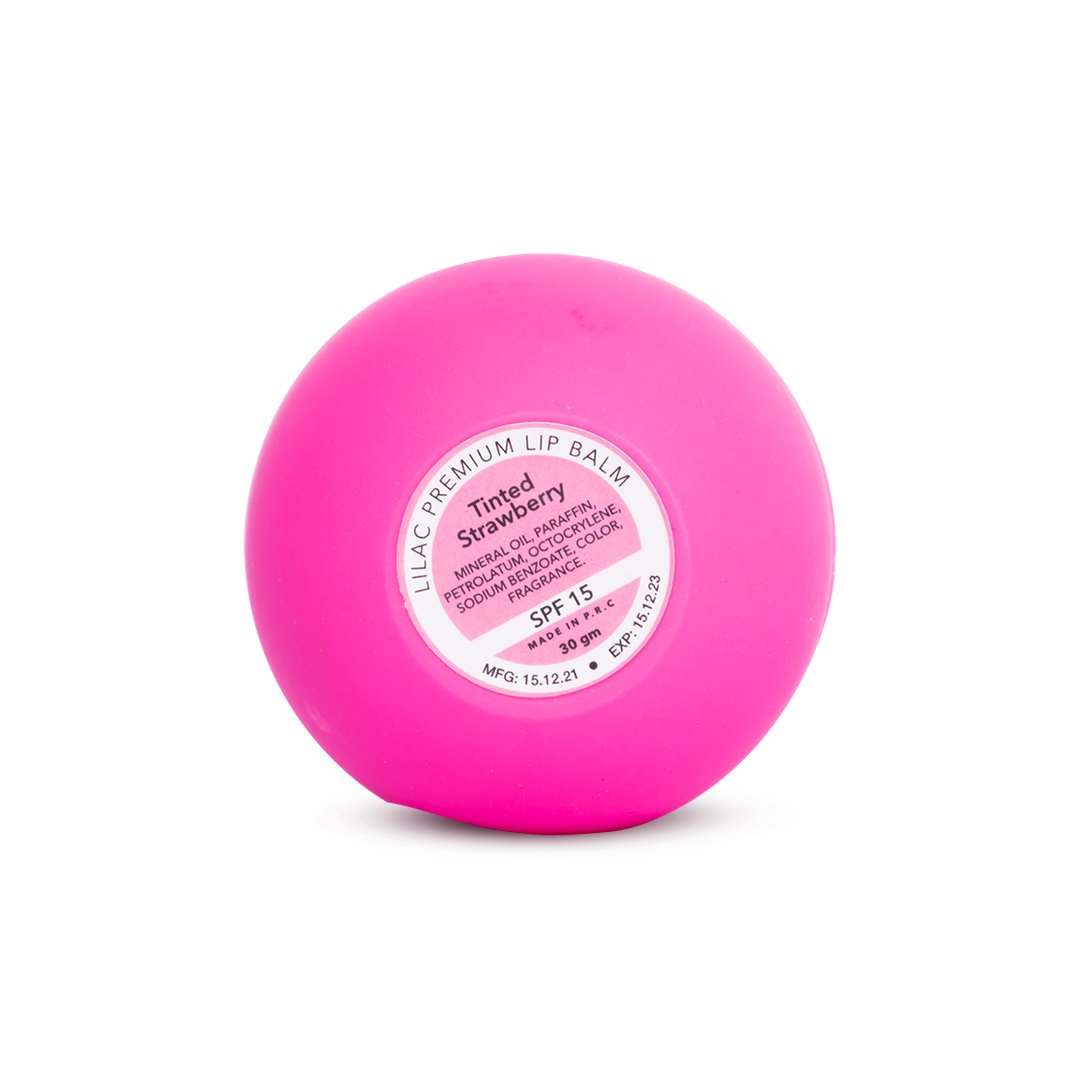 LILAC PREMIUM LIP BALM
Tinted
Strawberry
MINERAL OIL, PARAFFIN,
PETROLATUM, OCTOCRYLENE,
SODIUM BENZOATE, COLOR,
FRAGRANCE.
SPF 15
MADE IN P.R.C
30 gm
MFG: 15.12.21 • EXP: 15.12.23